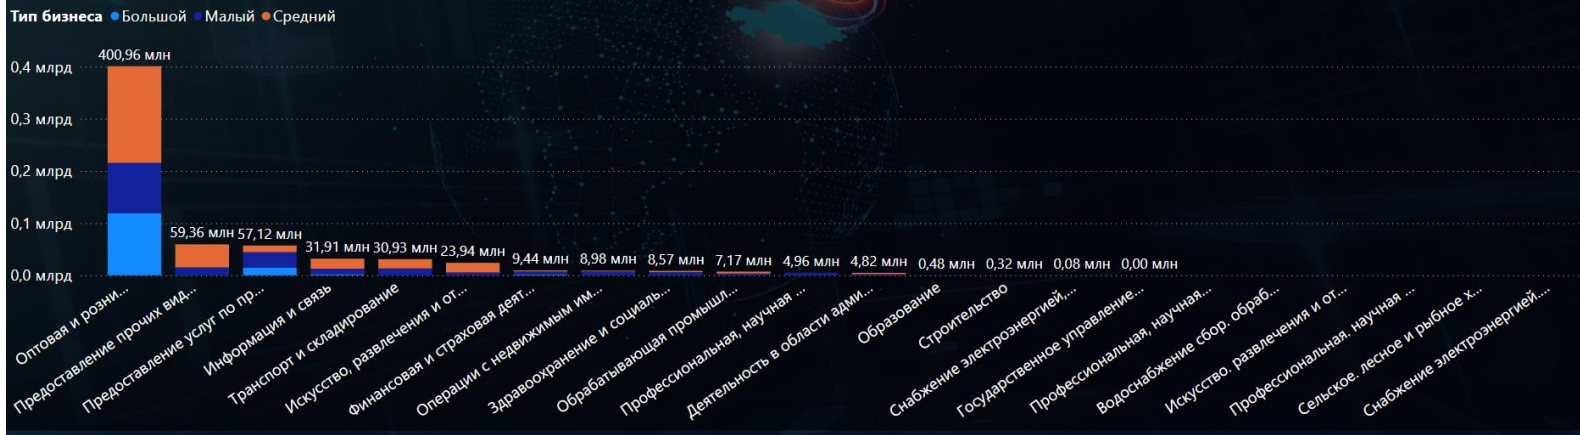 Тип бизнеса Большой Малый Средний
400,96 млн
0,4 млрд
0,3 млрд
0,2 млрд
0,1 млрд
0,0 млрд
59,36 млн 57,12 млн 31,91 млн 30,93 млн 23,94 млн 9,44 млн 8,98 млн 8,57 млн 7,17 млн 4,96 млн 4,82 млн 0,48 млн 0,32 млн 0,08 млн 0,00 млн
Оптовая и розни...
Предоставление прочих вид...
Предоставление услуг по пр...
Информация и связь
Транспорт и складирование
Искусство, развлечения и от...
Финансовая и страховая деят...
Операции с недвижимым им...
Здравоохранение и социаль...
Обрабатывающая промышл...
Профессиональная, научная ...
Деятельность в области адми...
Образование
Строительство
Снабжение электроэнергией,...
Государственное управление...
Профессиональная, научная...
Водоснабжение. сбор. обраб...
Искусство. развлечения и от...
Профессиональная. научная ...
Сельское. лесное и рыбное х...
Снабжение электроэнергией....